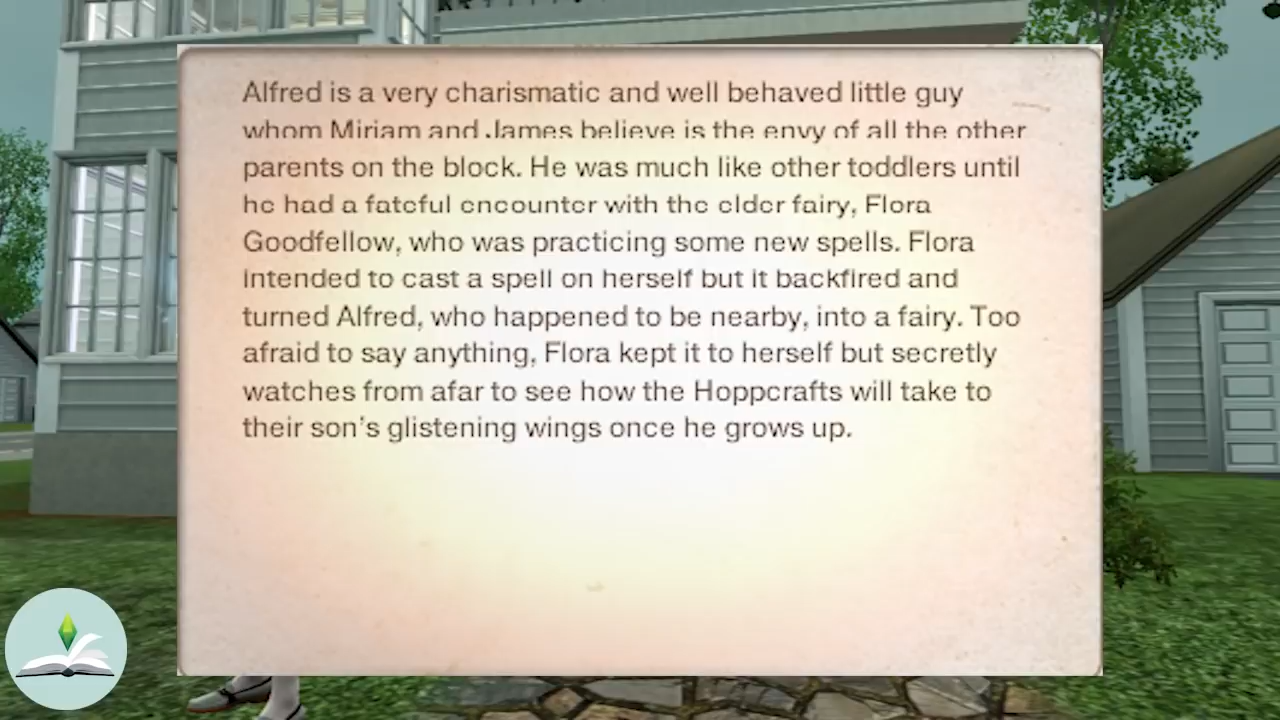 Alfred is a very charismatic and well behaved little guy
whom Miriam and James believe is the envy of all the other
parents on the block. He was much like other toddlers until
he had a fateful encounter with the elder fairy, Flora
Goodfellow, who was practicing some new spells. Flora
intended to cast a spell on herself but it backfired and
turned Alfred, who happened to be nearby, into a fairy. Too
afraid to say anything, Flora kept it to herself but secretly
watches from afar to see how the Hoppcrafts will take to
their son's glistening wings once he grows up.